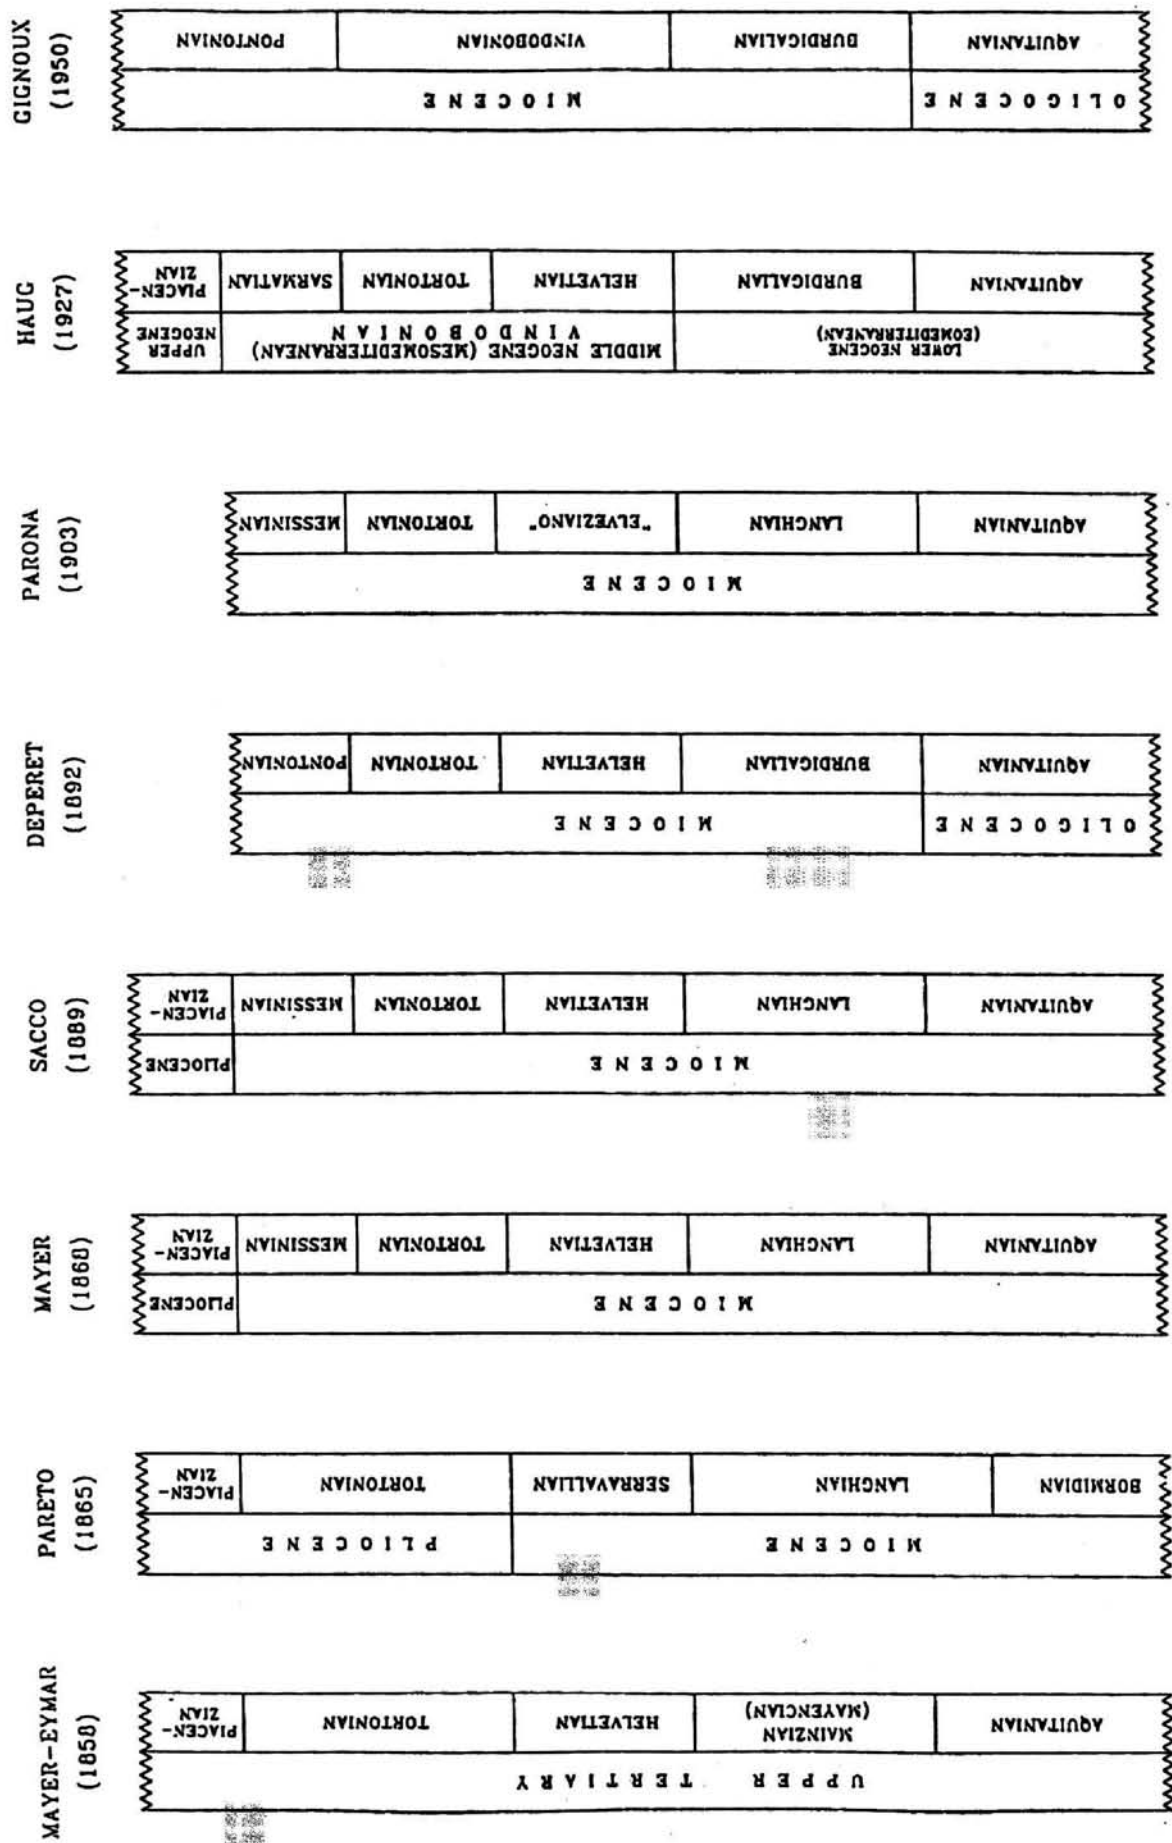 GIGNOUX
(1950)
PONTONIAN
VINDOBONIAN
BURDIGALIAN
AQUITANIAN
MIOCENE
OLIGOCENE
HAUG
(1927)
PIACEN-
ZIAN
SARMATIAN
TORTONIAN
HELVETIAN
BURDIGALIAN
AQUITANIAN
UPPER
NEOGENE
MIDDLE NEOGENE (MESOMEDITERRANEAN)
VINDOBONIAN
LOWER NEOGENE
(EOMEDITERRANEAN)
PARONA
(1903)
MESSINIAN
TORTONIAN
"ELVEZIANO"
LANGHIAN
AQUITANIAN
MIOCENE
DEPERET
(1892)
PONTONIAN
TORTONIAN
HELVETIAN
BURDIGALIAN
AQUITANIAN
MIOCENE
OLIGOCENE
SACCO
(1889)
PIACEN-
ZIAN
MESSINIAN
TORTONIAN
HELVETIAN
LANGHIAN
AQUITANIAN
PLIOCENE
MIOCENE
MAYER
(1868)
PIACEN-
ZIAN
MESSINIAN
TORTONIAN
HELVETIAN
LANGHIAN
AQUITANIAN
PLIOCENE
MIOCENE
PARETO
(1865)
PIACEN-
ZIAN
TORTONIAN
SERRAVALLIAN
LANGHIAN
BORMIDIAN
PLIOCENE
MIOCENE
MAYER-EYMAR
(1858)
PIACEN-
ZIAN
TORTONIAN
HELVETIAN
MAINZIAN
(MAYENCIAN)
AQUITANIAN
UPPER TERTIARY